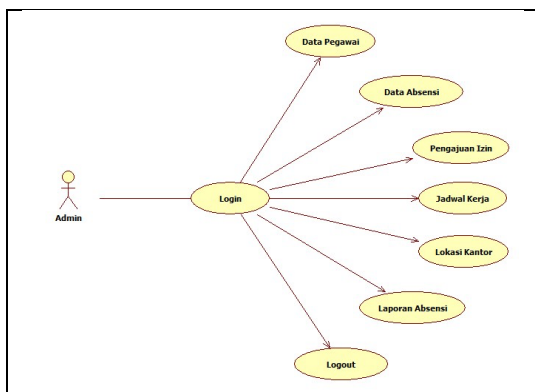 Data Pegawai
Data Absensi
Pengajuan Izin
Admin
Login
Jadwal Kerja
Lokasi Kantor
Laporan Absensi
Logout